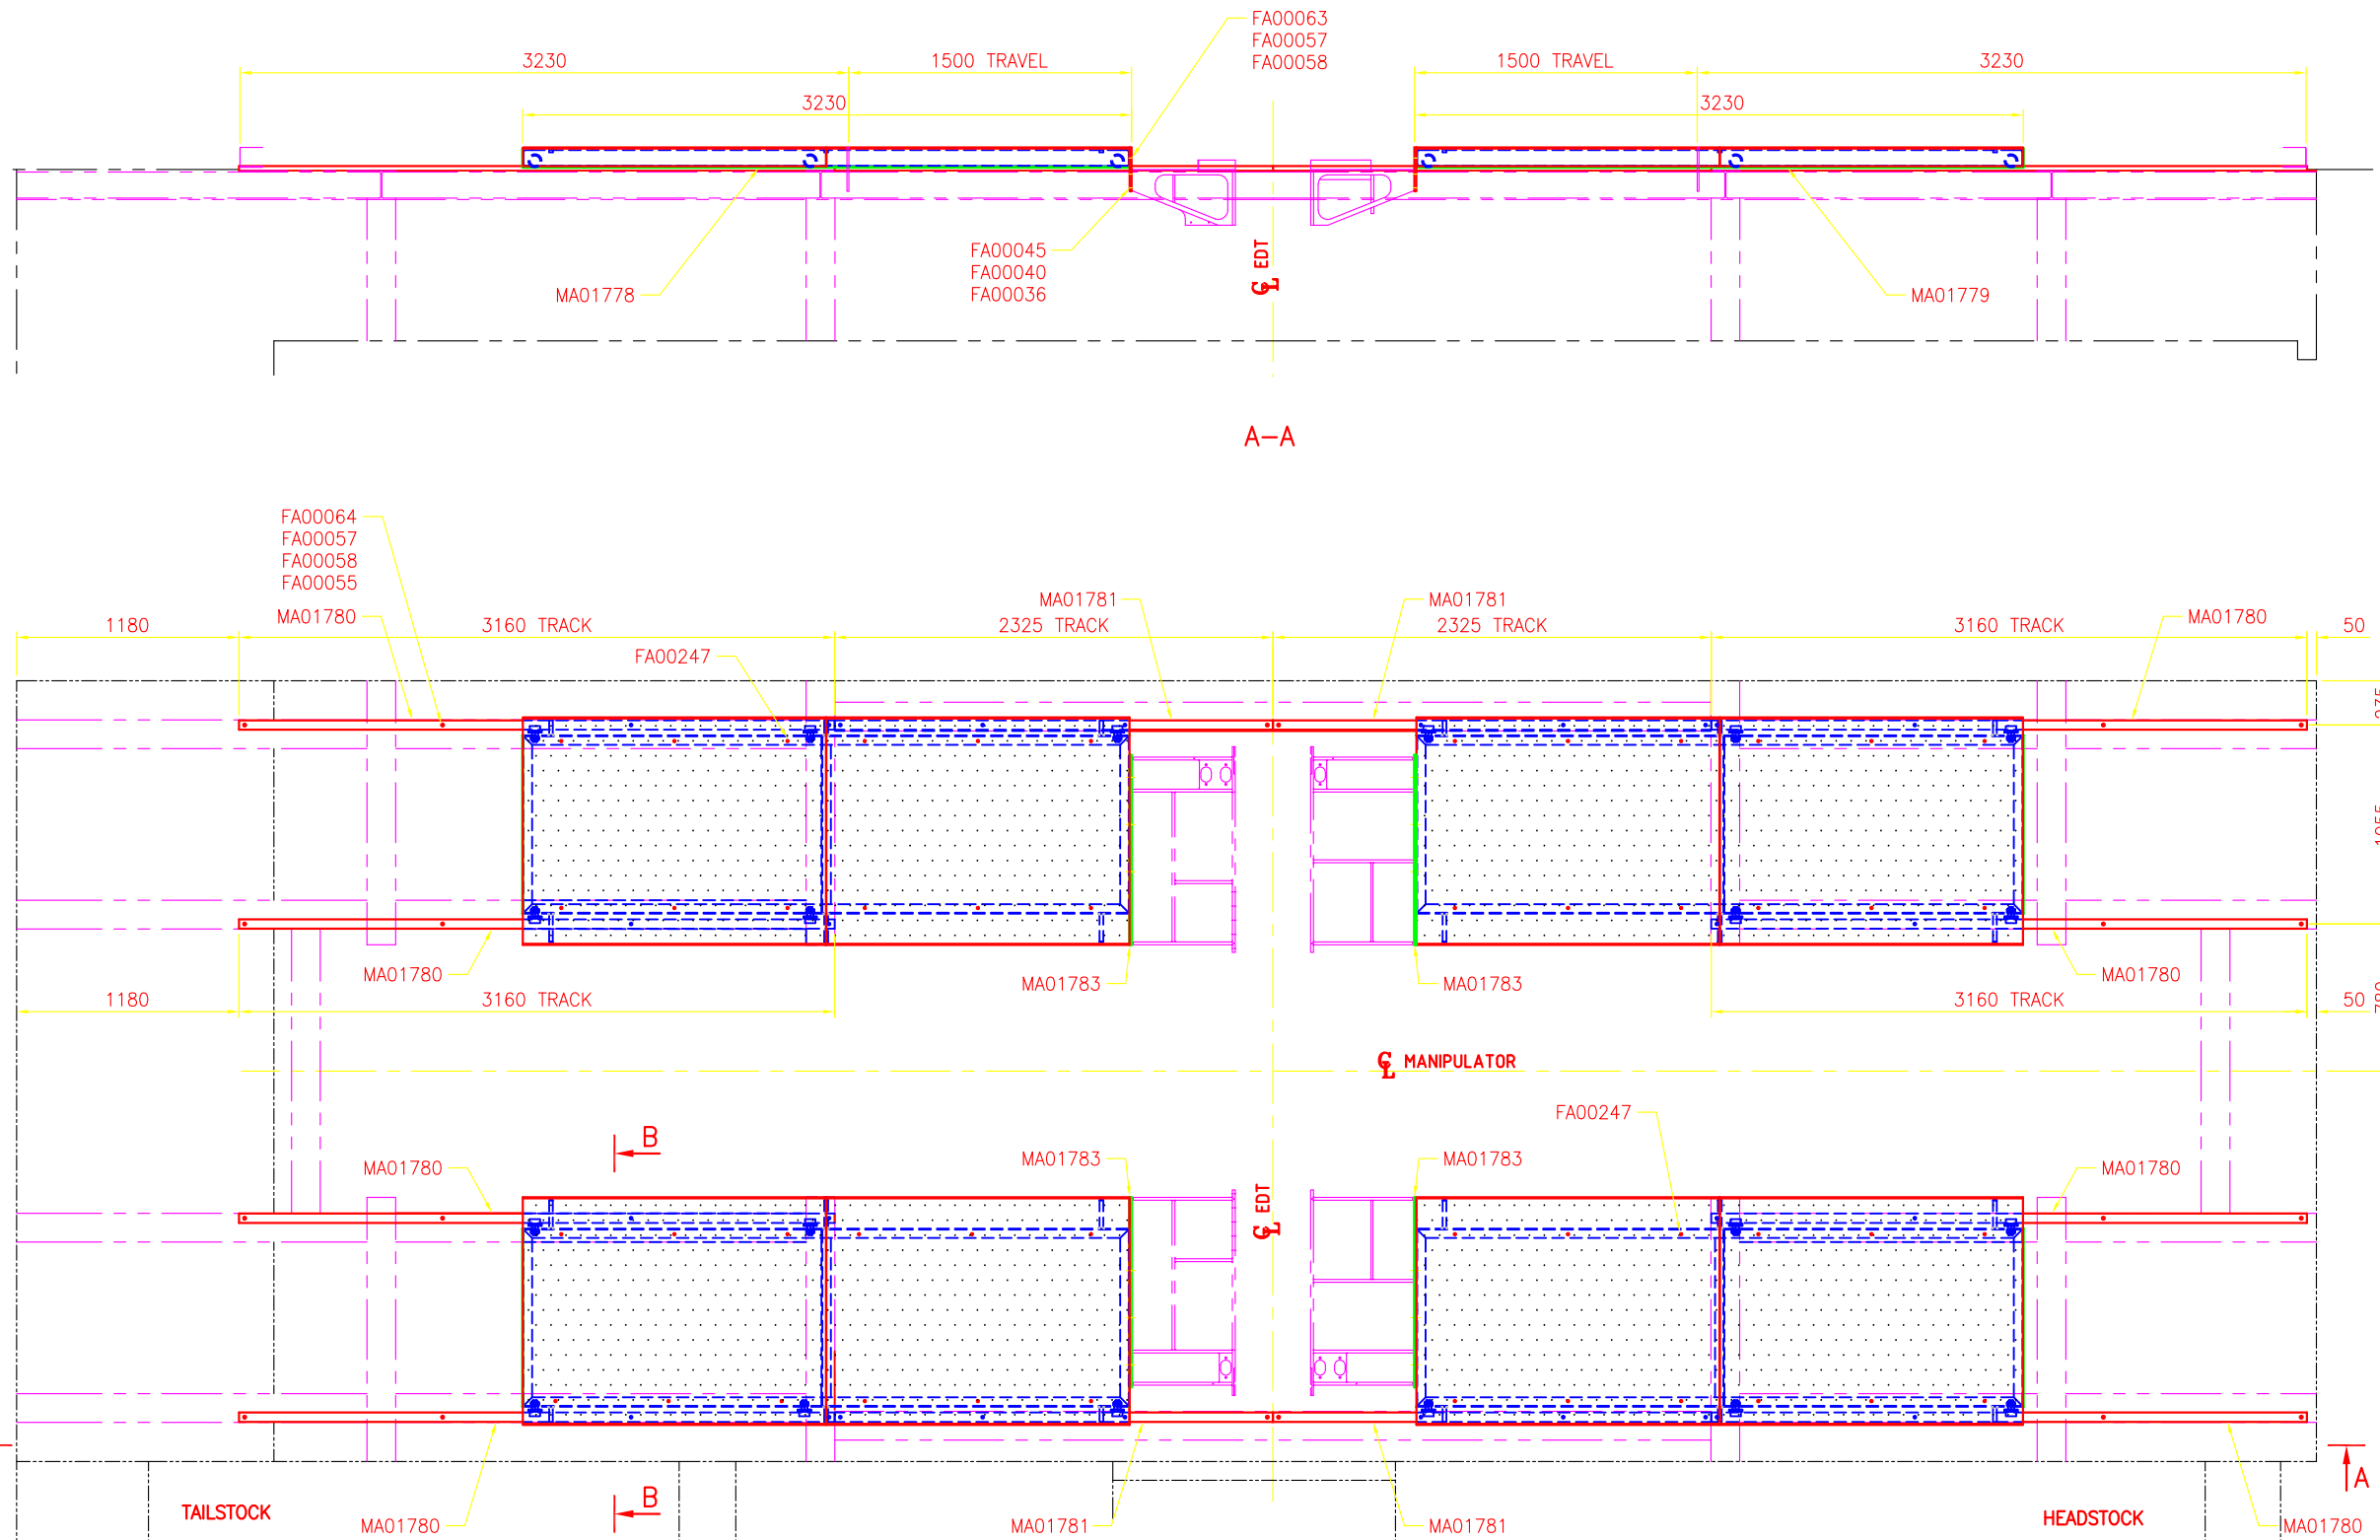 FA00063
FA00057
FA00058
3230
1500 TRAVEL
1500 TRAVEL
3230
3230
3230
FA00045
FA00040
FA00036
℄ EDT
MA01778
MA01779
A-A
FA00064
FA00057
FA00058
FA00055
MA01780
MA01781
MA01781
MA01780
1180
3160 TRACK
2325 TRACK
2325 TRACK
3160 TRACK
50
FA00247
MA01780
MA01783
MA01783
MA01780
1180
3160 TRACK
3160 TRACK
50
℄ MANIPULATOR
FA00247
B
MA01780
MA01783
MA01783
MA01780
℄ EDT
B
A
TAILSTOCK
HEADSTOCK
MA01780
MA01781
MA01781
MA01780